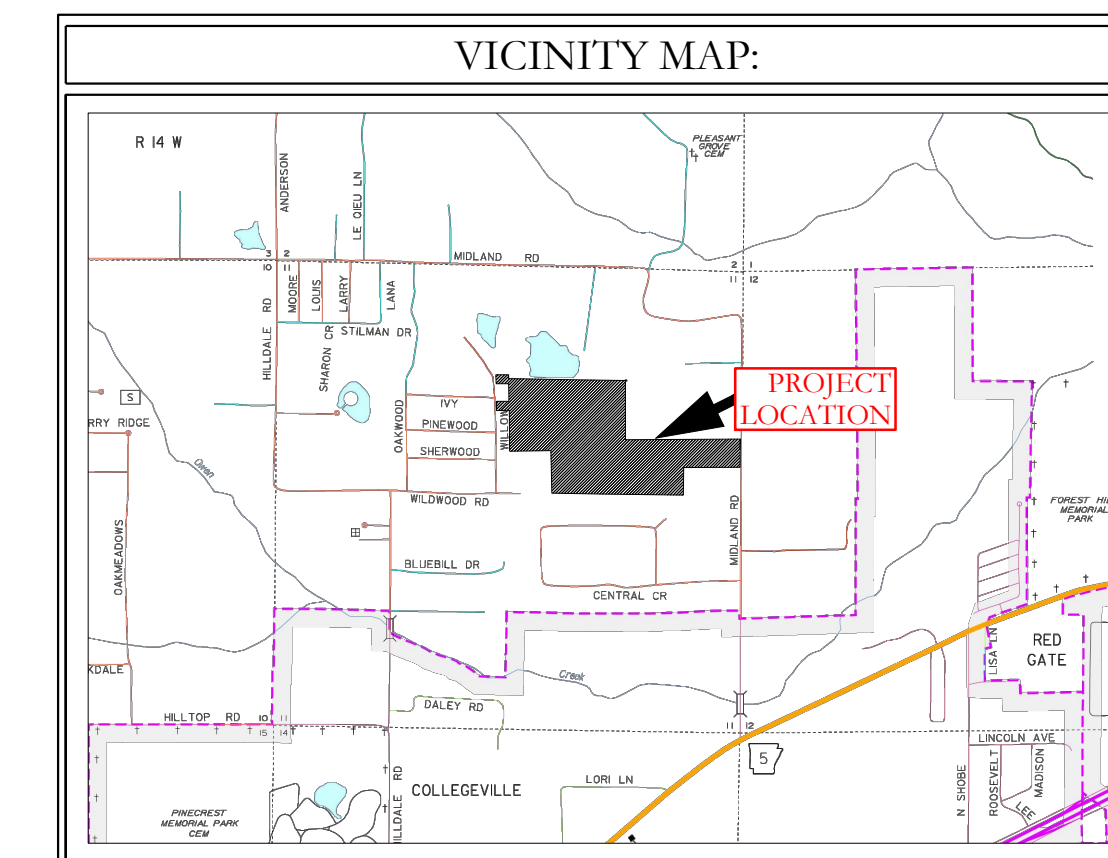 VICINITY MAP:
R 14 W
PLEASANT
GROVE
CEM
ANDERSON
LE QIEU LN
3 2
10 11
MIDLAND RD
2 1
11 12
HILLDALE RD
MOORE
LOUIS
LARRY
LANA
STILMAN DR
SHARON CR
S
RRY RIDGE
OAKWOOD
IVY
PINEWOOD
SHERWOOD
WILLOW
WILDWOOD RD
PROJECT
LOCATION
Owen
OAKMEADOWS
BLUEBILL DR
CENTRAL CR
MIDLAND RD
FOREST HI
MEMORIAL
PARK
KDALE
Creek
LISA LN
RED
GATE
HILLTOP RD
10 11
15 14
DALEY RD
11 12
5
LINCOLN AVE
HILLDALE RD
COLLEGEVILLE
LORI LN
N SHOBE
ROOSEVELT
MADISON
LEE
PINECREST
MEMORIAL PARK
CEM